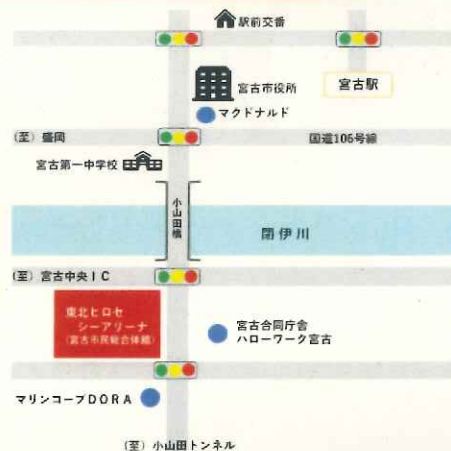 駅前交番
宮古駅
宮古市役所
マクドナルド
(至) 盛岡
国道106号線
宮古第一中学校
小山田橋
閉伊川
(至) 宮古中央IC
東北ヒロセ
シーアリーナ
(宮古市民総合体館)
宮古合同庁舎
ハローワーク宮古
マリンコープDORA
(至) 小山田トンネル